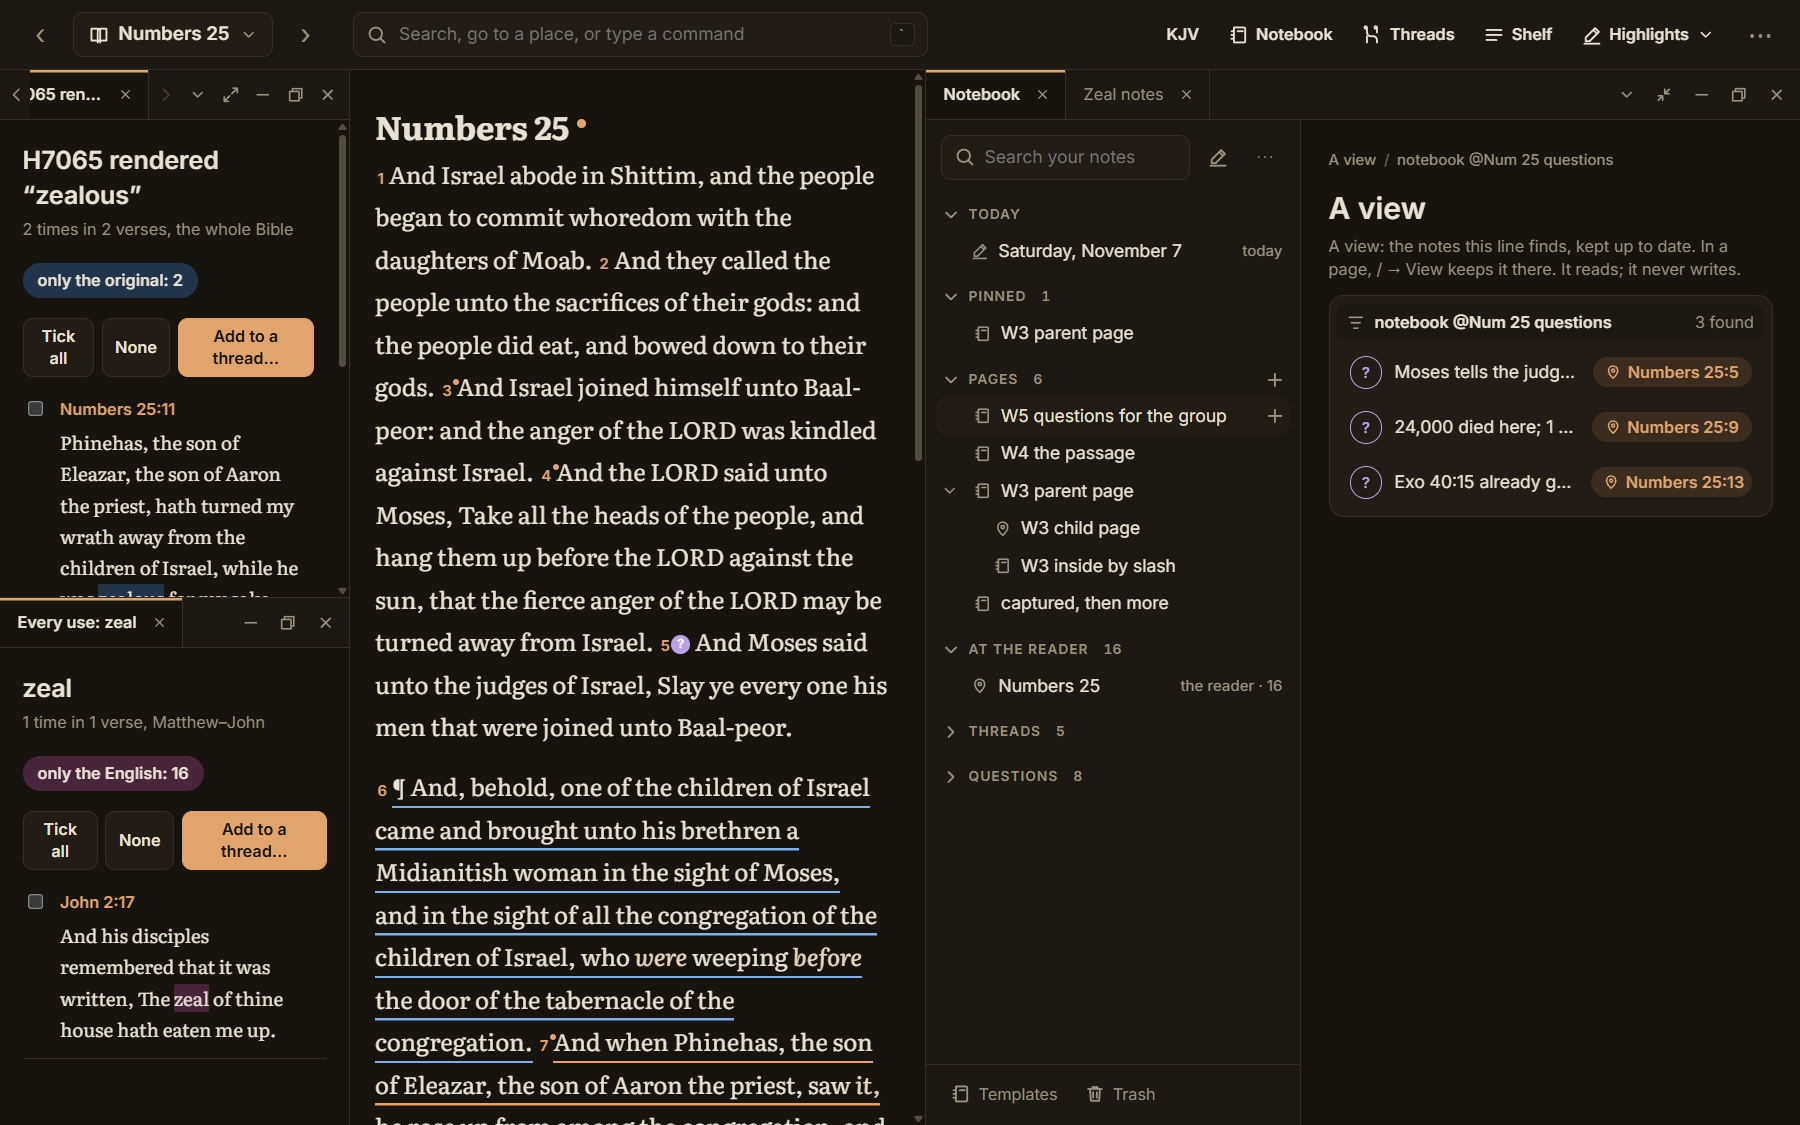 Numbers 25
Search, go to a place, or type a command
`
KJV
Notebook
Threads
Shelf
Highlights
065 ren...
H7065 rendered
“zealous”
2 times in 2 verses, the whole Bible
only the original: 2
Tick
all
None
Add to a
thread...
Numbers 25:11
Phinehas, the son of
Eleazar, the son of Aaron
the priest, hath turned my
wrath away from the
children of Israel, while he
was zealous for my sake
Every use: zeal
zeal
1 time in 1 verse, Matthew–John
only the English: 16
Tick
all
None
Add to a
thread...
John 2:17
And his disciples
remembered that it was
written, The zeal of thine
house hath eaten me up.
Numbers 25
1 And Israel abode in Shittim, and the people
began to commit whoredom with the
daughters of Moab. 2 And they called the
people unto the sacrifices of their gods: and
the people did eat, and bowed down to their
gods. 3 And Israel joined himself unto Baal-
peor: and the anger of the LORD was kindled
against Israel. 4 And the LORD said unto
Moses, Take all the heads of the people, and
hang them up before the LORD against the
sun, that the fierce anger of the LORD may be
turned away from Israel. 5 ? And Moses said
unto the judges of Israel, Slay ye every one his
men that were joined unto Baal-peor.
6 ¶ And, behold, one of the children of Israel
came and brought unto his brethren a
Midianitish woman in the sight of Moses,
and in the sight of all the congregation of the
children of Israel, who were weeping before
the door of the tabernacle of the
congregation. 7 And when Phinehas, the son
of Eleazar, the son of Aaron the priest, saw it,
he rose up from among the congregation, and
Notebook
Zeal notes
Search your notes
TODAY
Saturday, November 7
today
PINNED 1
W3 parent page
PAGES 6
W5 questions for the group
W4 the passage
W3 parent page
W3 child page
W3 inside by slash
captured, then more
AT THE READER 16
Numbers 25
the reader · 16
THREADS 5
QUESTIONS 8
Templates
Trash
A view / notebook @Num 25 questions
A view
A view: the notes this line finds, kept up to date. In a
page, / → View keeps it there. It reads; it never writes.
notebook @Num 25 questions
3 found
? Moses tells the judg... Numbers 25:5
? 24,000 died here; 1 ... Numbers 25:9
? Exo 40:15 already g... Numbers 25:13